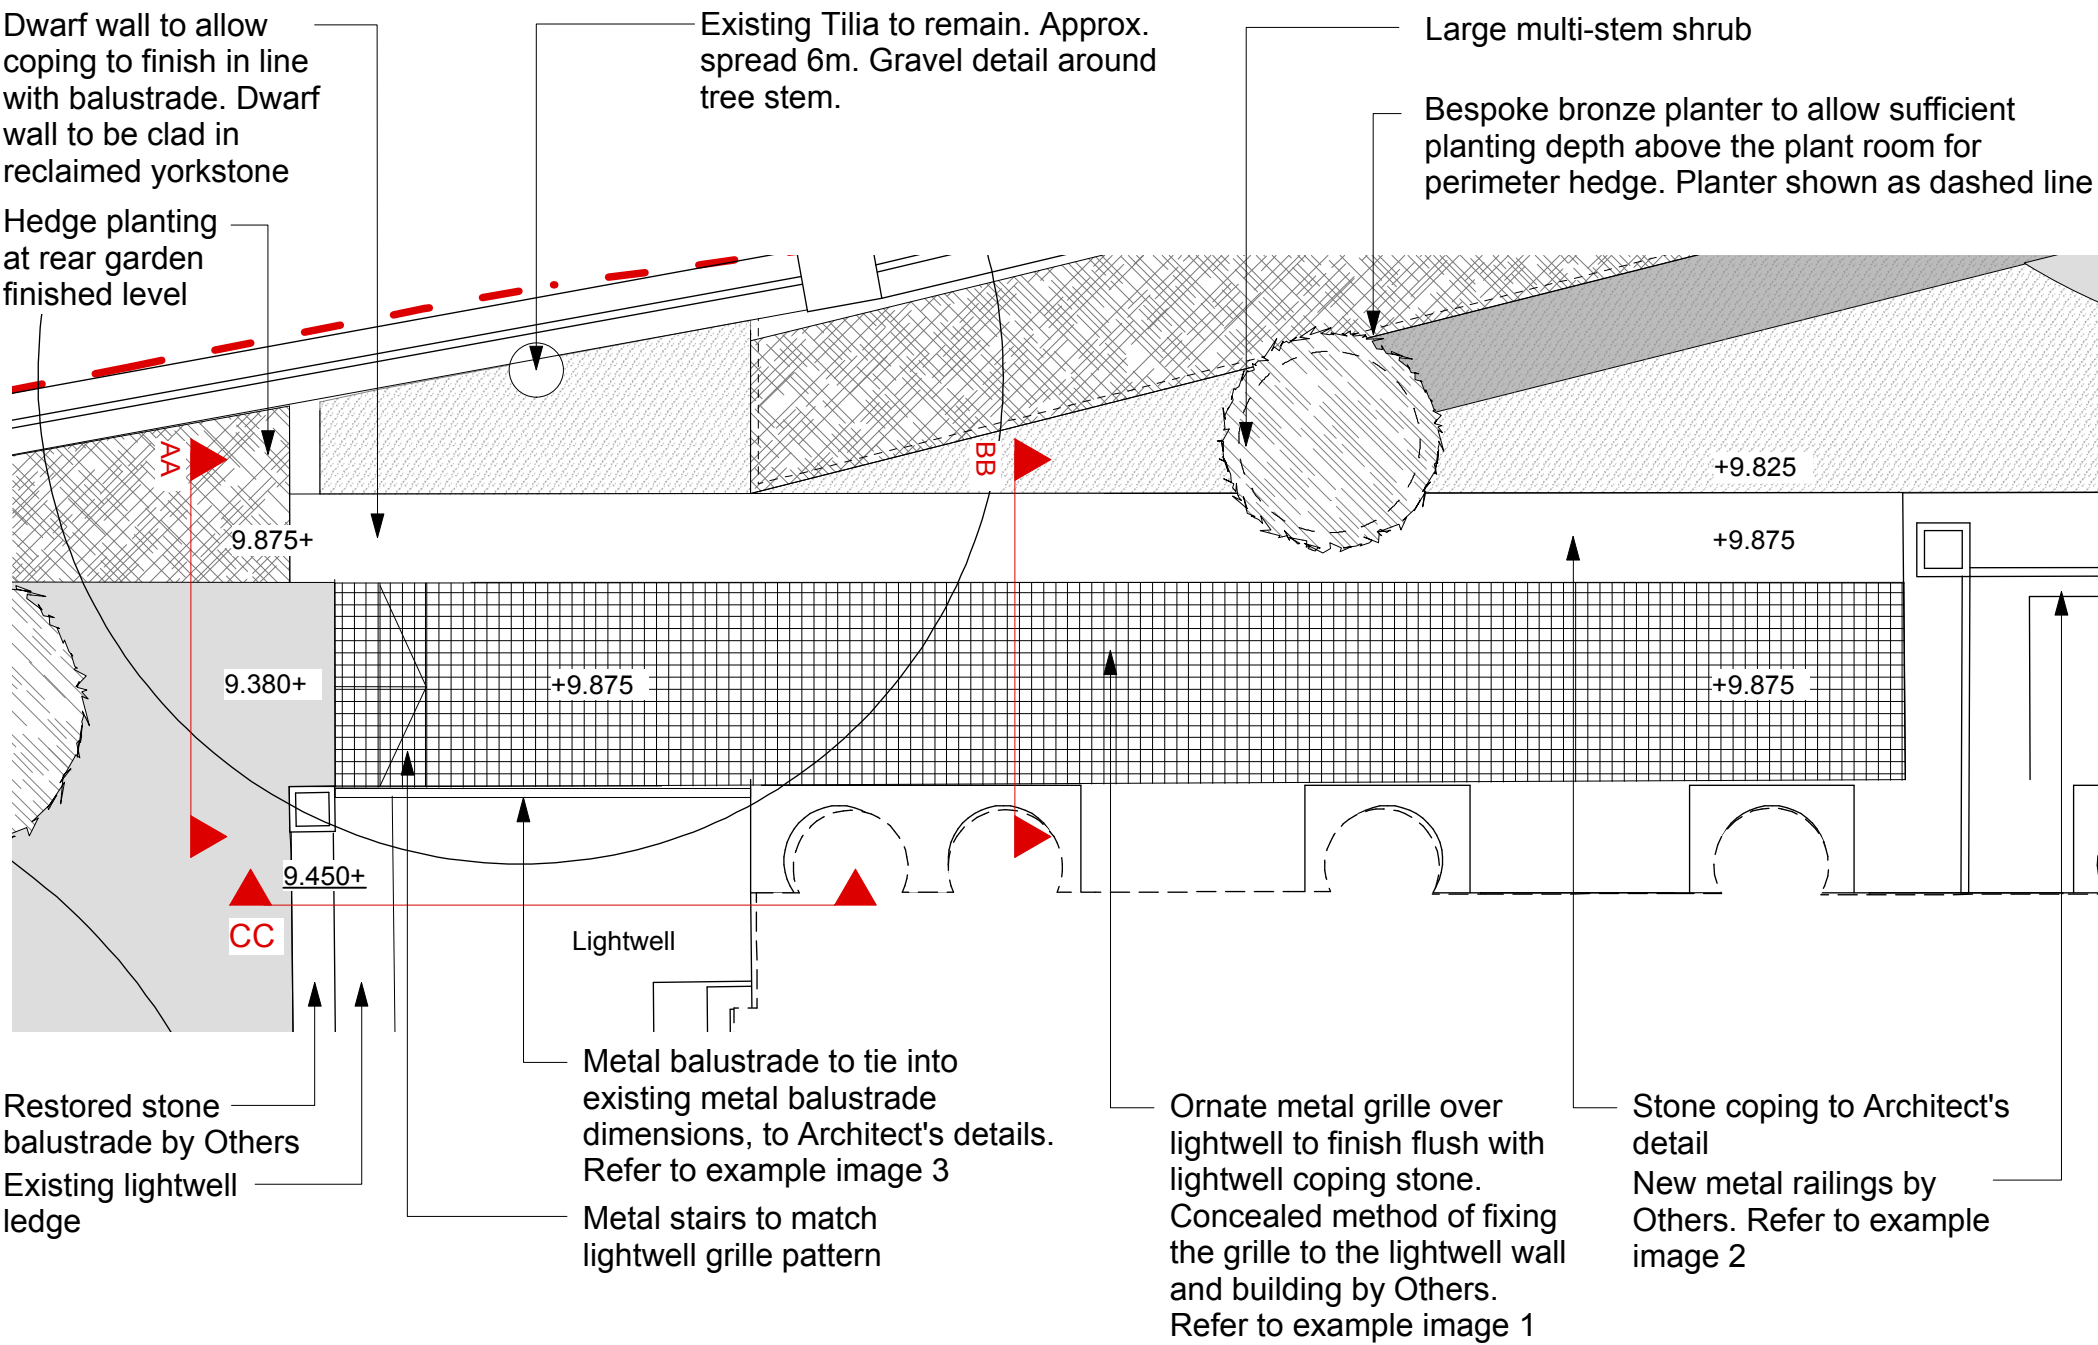 Dwarf wall to allow
coping to finish in line
with balustrade. Dwarf
wall to be clad in
reclaimed yorkstone
Existing Tilia to remain. Approx.
spread 6m. Gravel detail around
tree stem.
Large multi-stem shrub
Bespoke bronze planter to allow sufficient
planting depth above the plant room for
perimeter hedge. Planter shown as dashed line
Hedge planting
at rear garden
finished level
AA
BB
+9.825
9.875+
+9.875
9.380+
+9.875
+9.875
9.450+
CC
Lightwell
Restored stone
balustrade by Others
Existing lightwell
ledge
Metal balustrade to tie into
existing metal balustrade
dimensions, to Architect's details.
Refer to example image 3
Metal stairs to match
lightwell grille pattern
Ornate metal grille over
lightwell to finish flush with
lightwell coping stone.
Concealed method of fixing
the grille to the lightwell wall
and building by Others.
Refer to example image 1
Stone coping to Architect's
detail
New metal railings by
Others. Refer to example
image 2